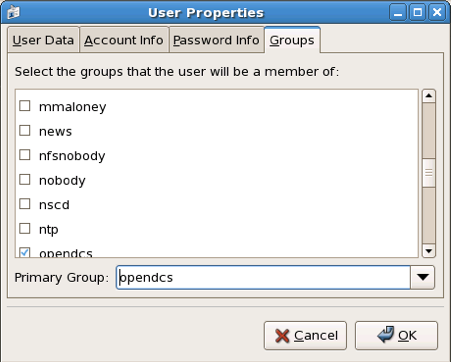 User Properties
User Data Account Info Password Info Groups
Select the groups that the user will be a member of:
mmaloney
news
nfsnobody
nobody
nscd
ntp
opendcs
Primary Group: opendcs
Cancel OK